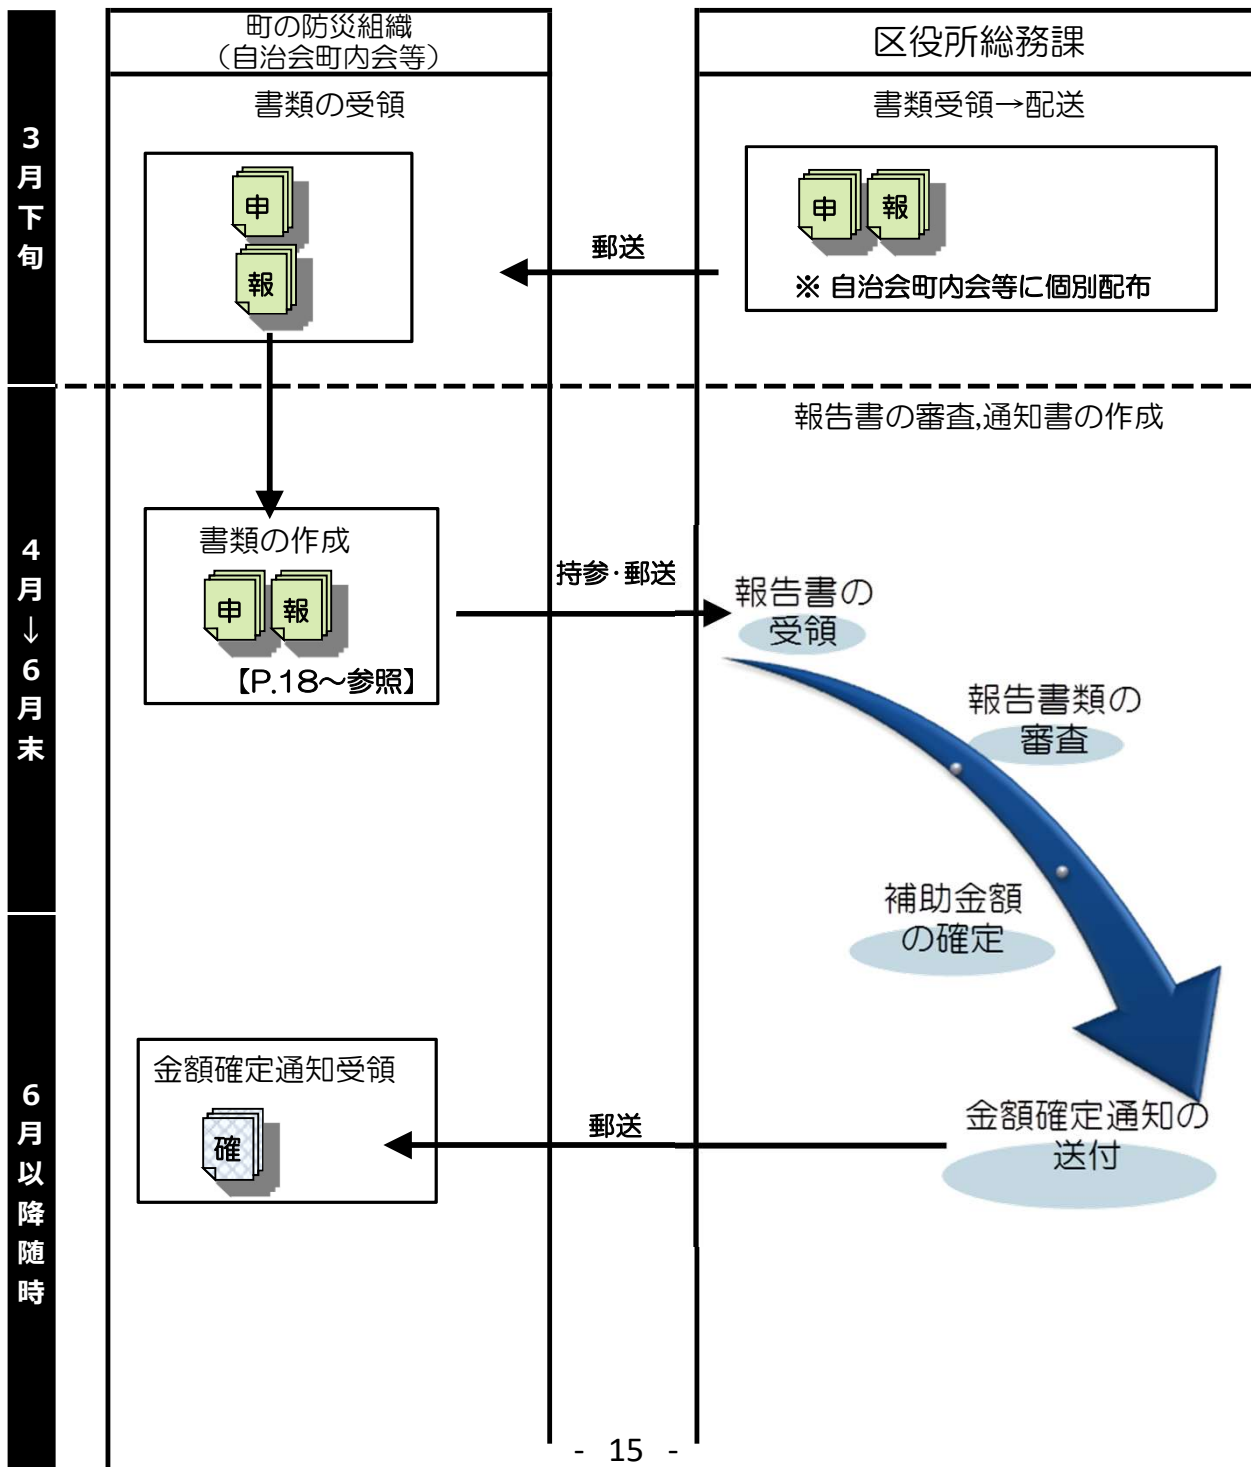 町の防災組織
（自治会町内会等）
区役所総務課
3月下旬
書類の受領
書類受領→配送
申
報
申
報
※ 自治会町内会等に個別配布
郵送
4月→6月末
報告書の審査,通知書の作成
書類の作成
申
報
【P.18～参照】
持参・郵送
報告書の
受領
報告書類の
審査
補助金額
の確定
6月以降随時
金額確定通知受領
確
郵送
金額確定通知の
送付
- 15 -